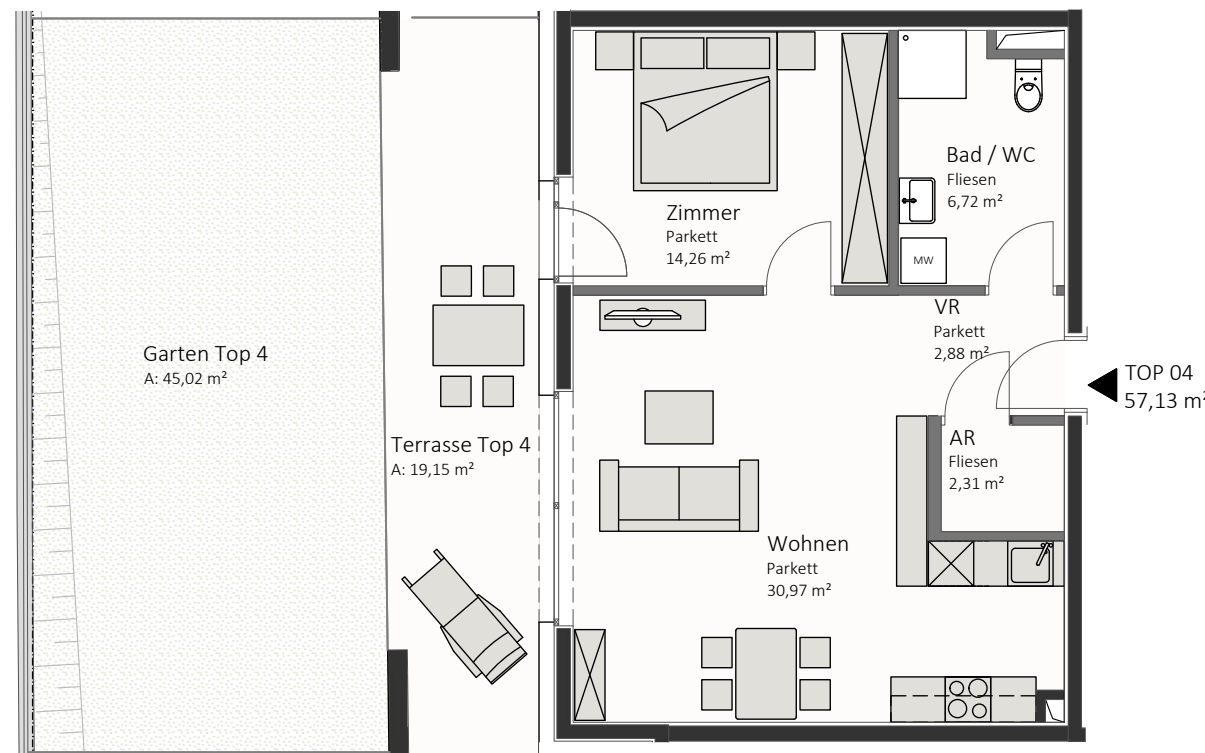 Bad / WC
Fliesen
6,72 m²
Zimmer
Parkett
14,26 m²
MW
VR
Parkett
2,88 m²
Garten Top 4
A: 45,02 m²
TOP 04
57,13 m²
Terrasse Top 4
A: 19,15 m²
AR
Fliesen
2,31 m²
Wohnen
Parkett
30,97 m²